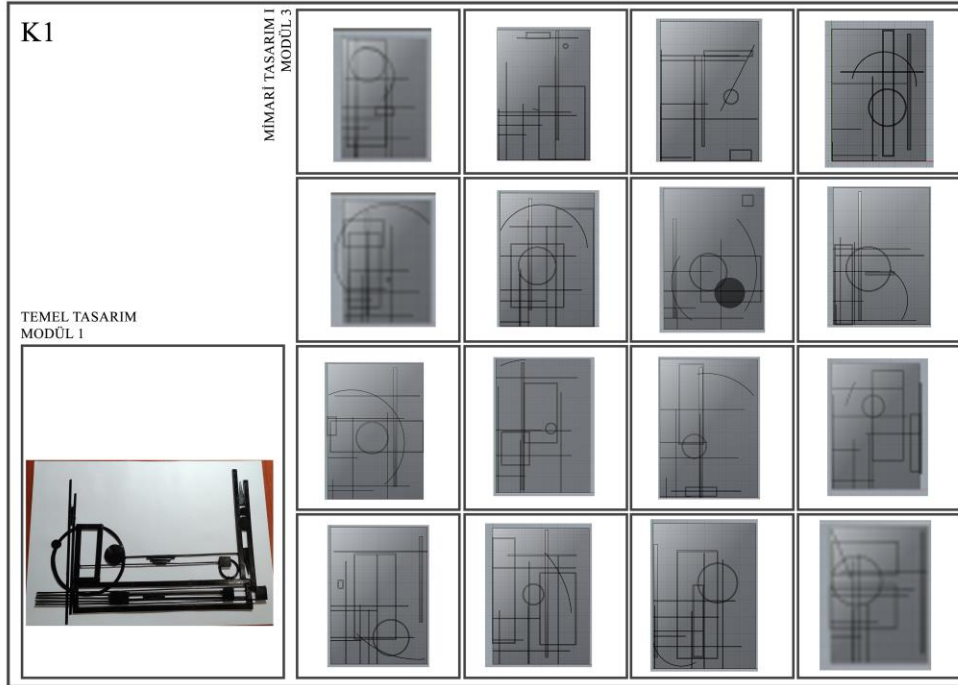 K1
MİMARİ TASARIM I
MODÜL 3
TEMEL TASARIM
MODÜL 1